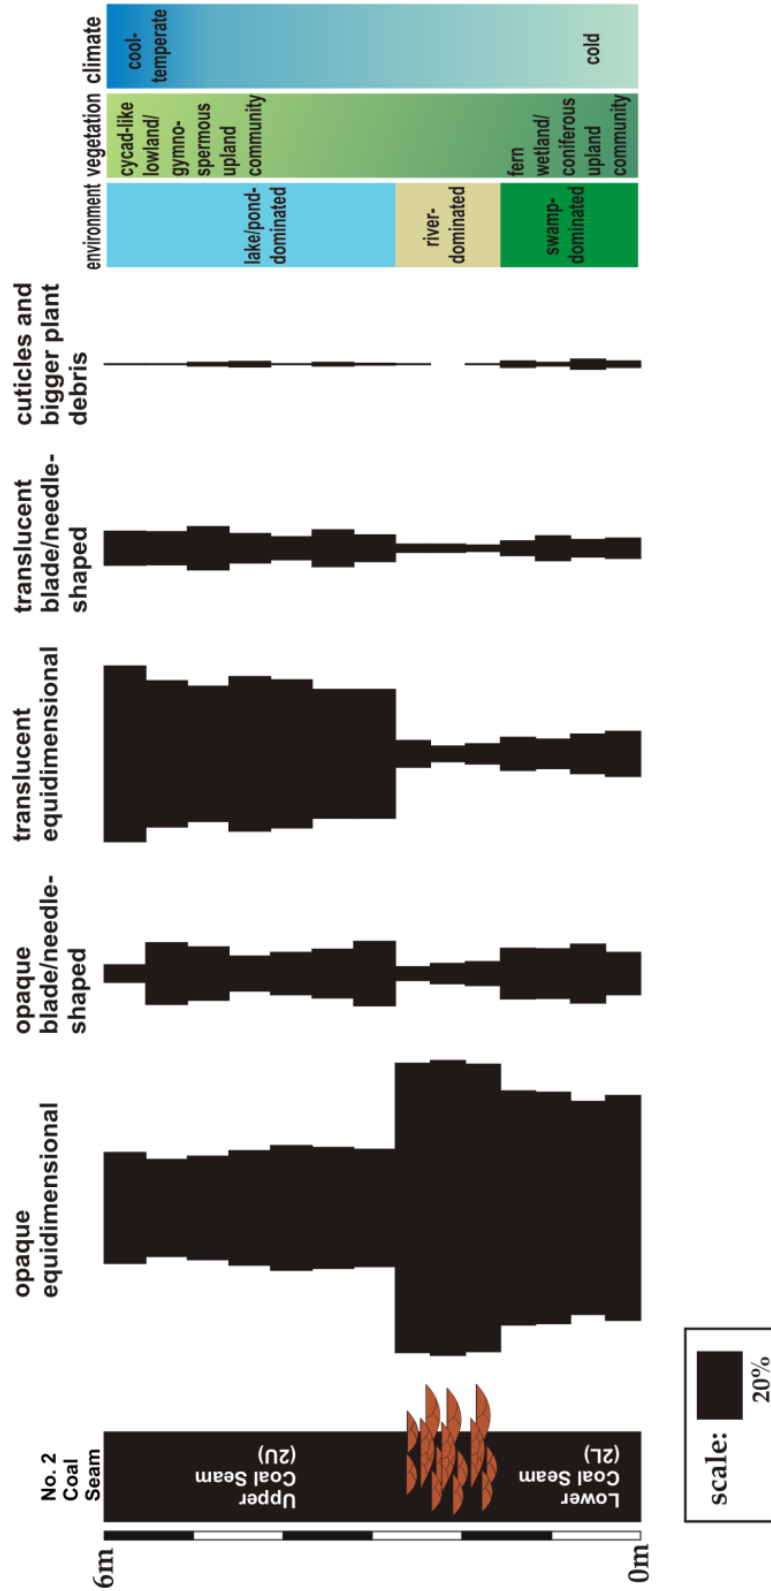 No. 2
Coal
Seam
opaque
equidimensional
opaque
blade/needle-
shaped
translucent
equidimensional
translucent
blade/needle-
shaped
cuticles and
bigger plant
debris
environment
vegetation
climate
6m
0m
Upper
Coal Seam
(2U)
Lower
Coal Seam
(2L)
lake/pond-
dominated
river-
dominated
swamp-
dominated
cycad-like
lowland/
gymno-
spermous
upland
community
fern
wetland/
coniferous
upland
community
cool-
temperate
cold
scale:
20%